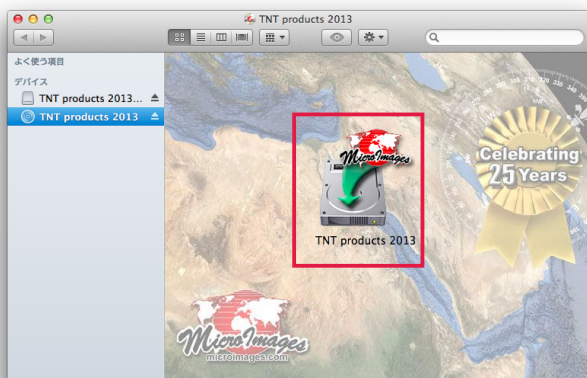 TNT products 2013
よく使う項目
デバイス
TNT products 2013...
TNT products 2013
MicroImages
TNT products 2013
Celebrating
25 Years
MicroImages
microimages.com